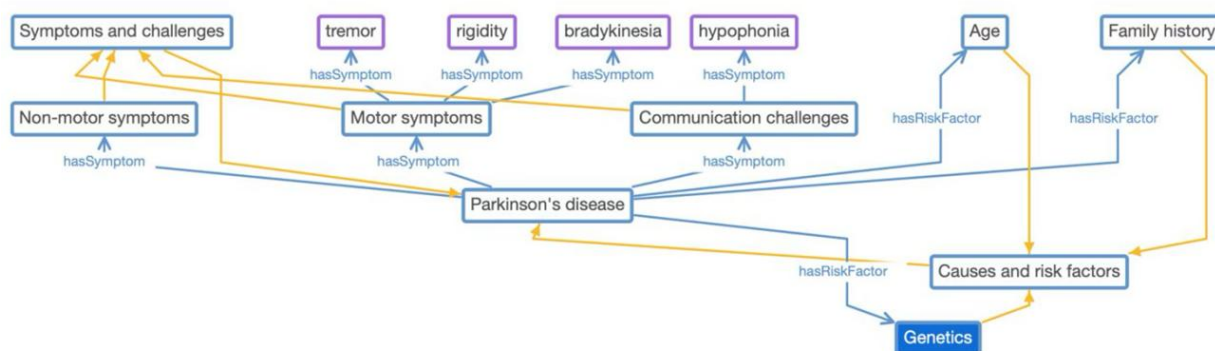 Symptoms and challenges
tremor
rigidity
bradykinesia
hypophonia
Age
Family history
hasSymptom
hasSymptom
hasSymptom
hasSymptom
Non-motor symptoms
Motor symptoms
Communication challenges
hasRiskFactor
hasRiskFactor
hasSymptom
hasSymptom
hasSymptom
Parkinson's disease
hasRiskFactor
Causes and risk factors
Genetics